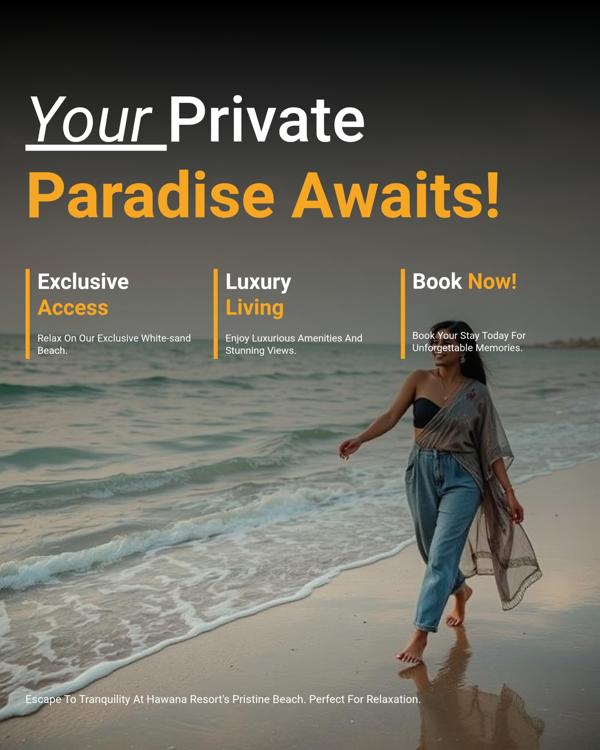 Your Private
Paradise Awaits!
Exclusive
Access
Relax On Our Exclusive White-sand
Beach.
Luxury
Living
Enjoy Luxurious Amenities And
Stunning Views.
Book Now!
Book Your Stay Today For
Unforgettable Memories.
Escape To Tranquility At Hawana Resort's Pristine Beach. Perfect For Relaxation.